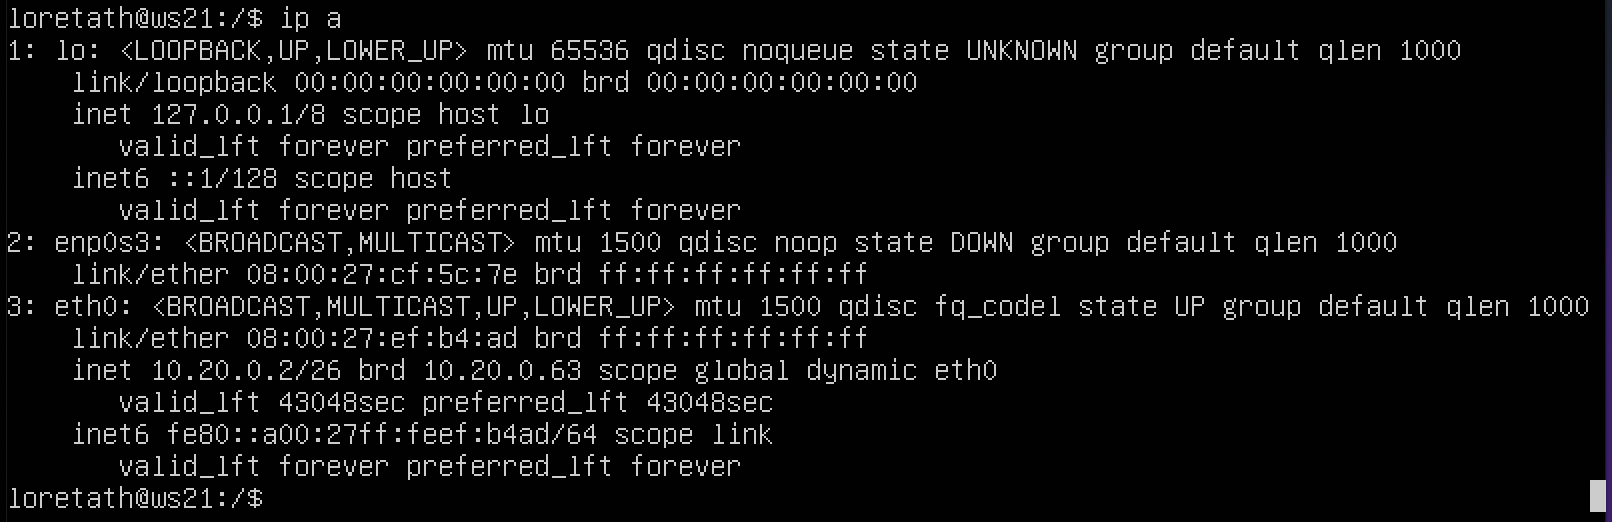 loretath@ws21:/$ ip a
1: lo: <LOOPBACK,UP,LOWER_UP> mtu 65536 qdisc noqueue state UNKNOWN group default qlen 1000
    link/loopback 00:00:00:00:00:00 brd 00:00:00:00:00:00
    inet 127.0.0.1/8 scope host lo
       valid_lft forever preferred_lft forever
    inet6 ::1/128 scope host
       valid_lft forever preferred_lft forever
2: enp0s3: <BROADCAST,MULTICAST> mtu 1500 qdisc noop state DOWN group default qlen 1000
    link/ether 08:00:27:cf:5c:7e brd ff:ff:ff:ff:ff:ff
3: eth0: <BROADCAST,MULTICAST,UP,LOWER_UP> mtu 1500 qdisc fq_codel state UP group default qlen 1000
    link/ether 08:00:27:ef:b4:ad brd ff:ff:ff:ff:ff:ff
    inet 10.20.0.2/26 brd 10.20.0.63 scope global dynamic eth0
       valid_lft 43048sec preferred_lft 43048sec
    inet6 fe80::a00:27ff:feef:b4ad/64 scope link
       valid_lft forever preferred_lft forever
loretath@ws21:/$